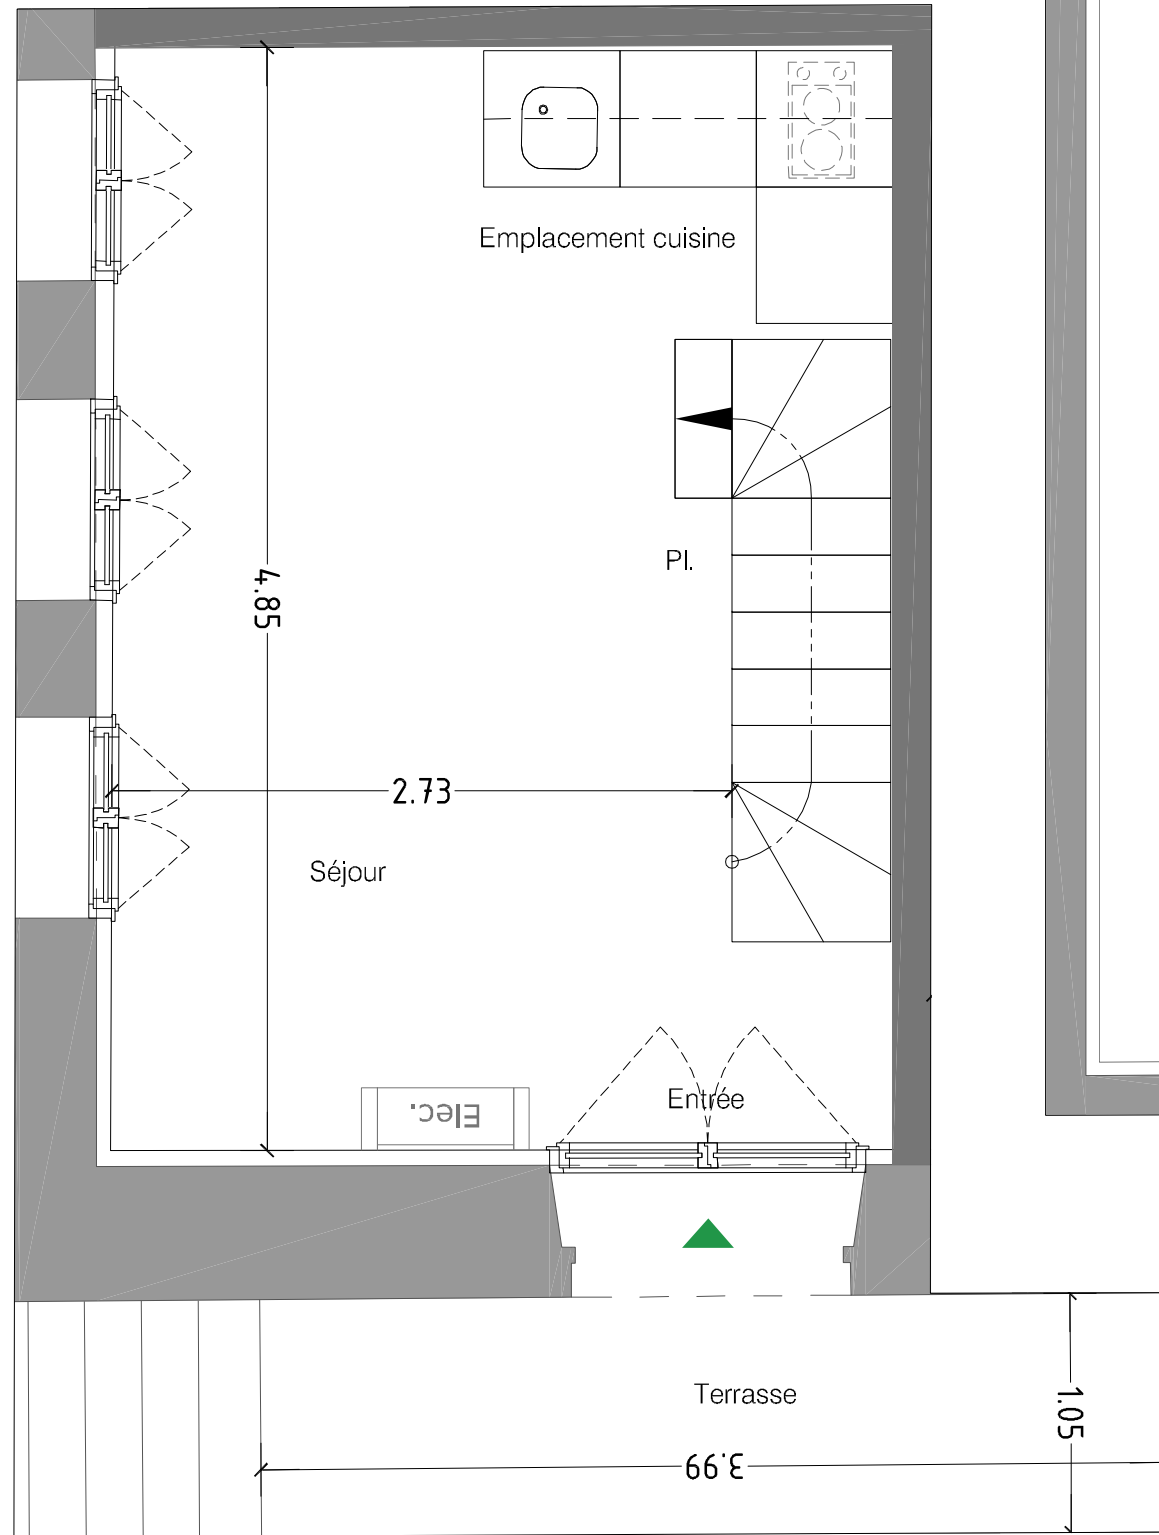 Emplacement cuisine
4.85
Pl.
2.73
Séjour
Entrée
Elec.
Terrasse
1.05
3.99